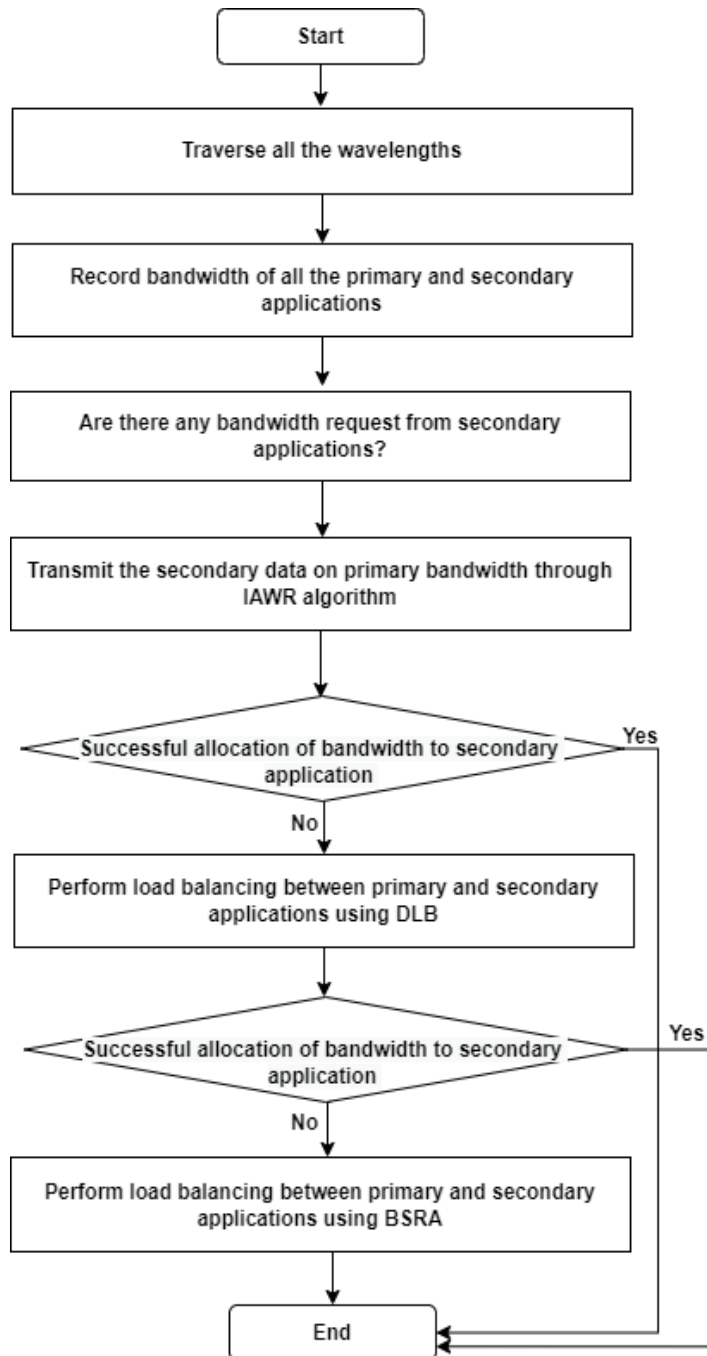 Start
Traverse all the wavelengths
Record bandwidth of all the primary and secondary
applications
Are there any bandwidth request from secondary
applications?
Transmit the secondary data on primary bandwidth through
IAWR algorithm
Successful allocation of bandwidth to secondary
application
Yes
No
Perform load balancing between primary and secondary
applications using DLB
Successful allocation of bandwidth to secondary
application
Yes
No
Perform load balancing between primary and secondary
applications using BSRA
End